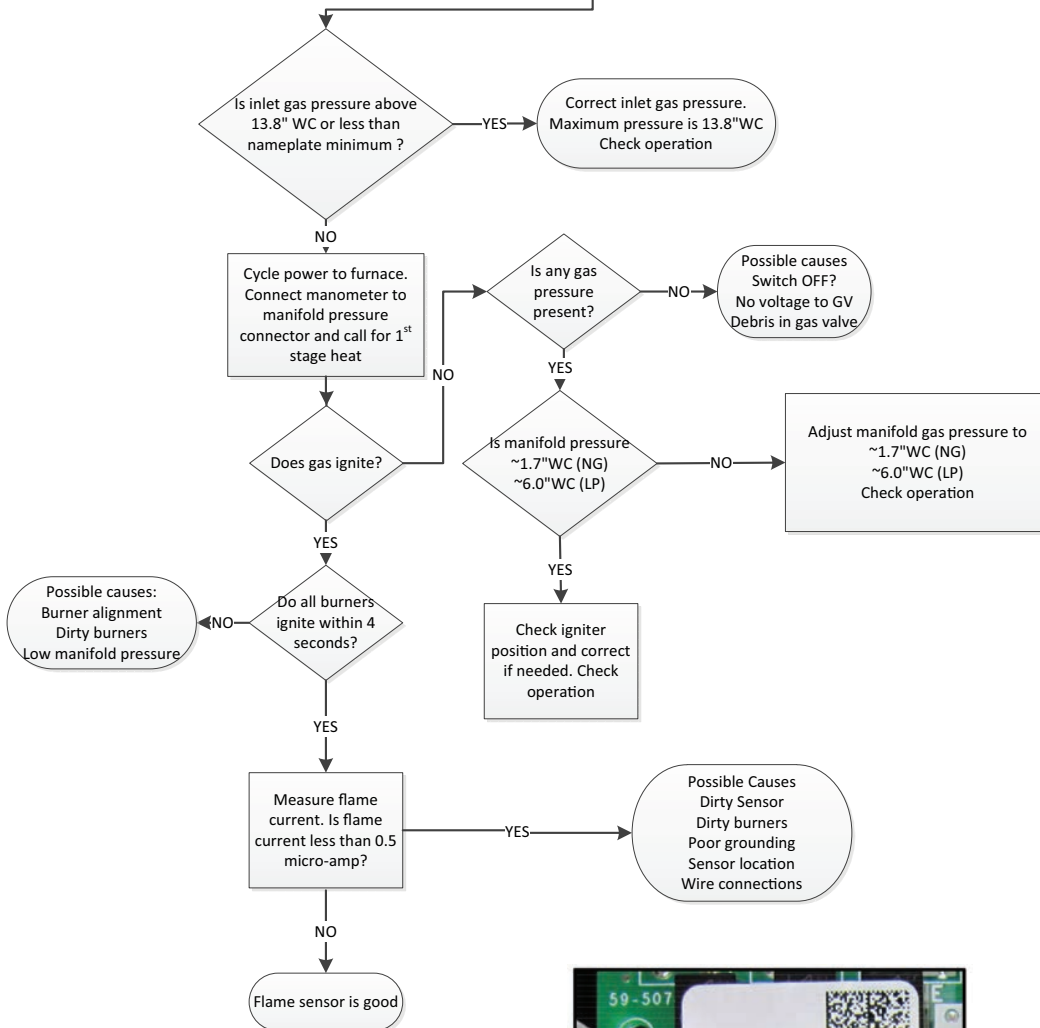 Is inlet gas pressure above
13.8" WC or less than
nameplate minimum ?
YES
Correct inlet gas pressure.
Maximum pressure is 13.8"WC
Check operation
NO
Cycle power to furnace.
Connect manometer to
manifold pressure
connector and call for 1st
stage heat
Does gas ignite?
NO
Is any gas
pressure
present?
NO
Possible causes
Switch OFF?
No voltage to GV
Debris in gas valve
YES
Is manifold pressure
~1.7"WC (NG)
~6.0"WC (LP)
NO
Adjust manifold gas pressure to
~1.7"WC (NG)
~6.0"WC (LP)
Check operation
YES
Check igniter
position and correct
if needed. Check
operation
YES
Do all burners
ignite within 4
seconds?
NO
Possible causes:
Burner alignment
Dirty burners
Low manifold pressure
YES
Measure flame
current. Is flame
current less than 0.5
micro-amp?
YES
Possible Causes
Dirty Sensor
Dirty burners
Poor grounding
Sensor location
Wire connections
NO
Flame sensor is good
59-507
E